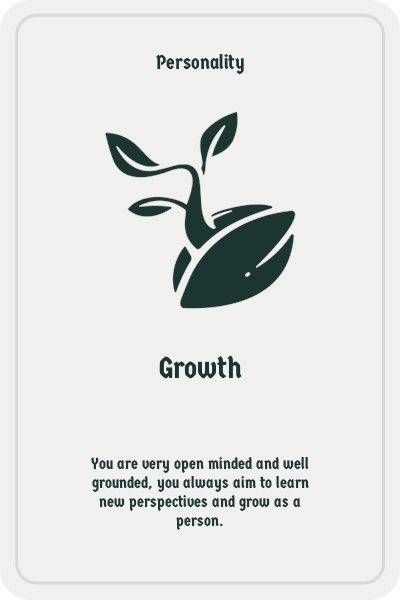 Personality
Growth
You are very open minded and well
grounded, you always aim to learn
new perspectives and grow as a
person.